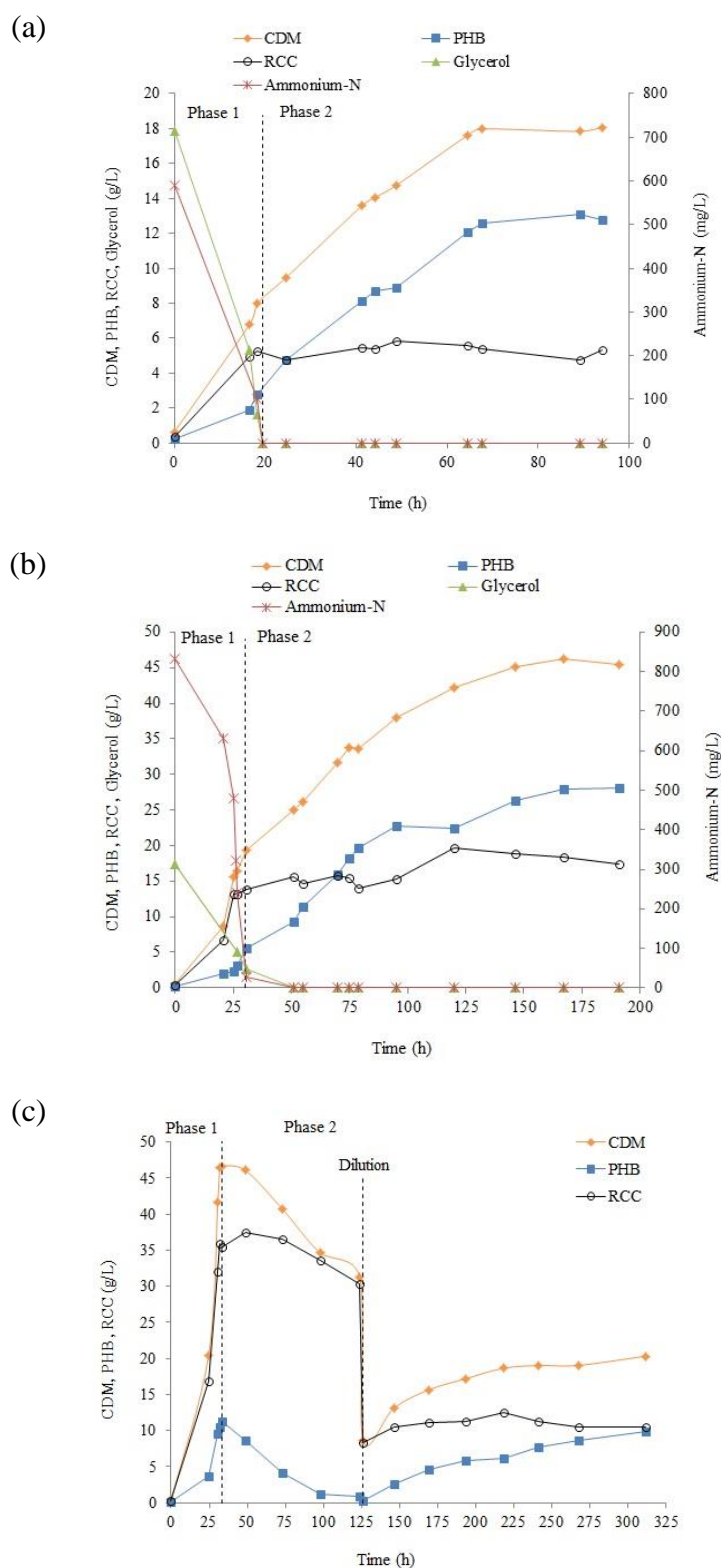 (a)
CDM PHB
RCC Glycerol
Ammonium-N
Phase 1 Phase 2
20 800
18 700
16 600
14 500
12 400
10 300
8 200
6 100
4 0
2
0
0 20 40 60 80 100
CDM, PHB, RCC, Glycerol (g/L)
Ammonium-N (mg/L)
Time (h)
(b)
CDM PHB
RCC Glycerol
Ammonium-N
Phase 1 Phase 2
50 900
45 800
40 700
35 600
30 500
25 400
20 300
15 200
10 100
5 0
0
0 25 50 75 100 125 150 175 200
CDM, PHB, RCC, Glycerol (g/L)
Ammonium-N (mg/L)
Time (h)
(c)
Phase 1 Phase 2
Dilution
CDM
PHB
RCC
50
45
40
35
30
25
20
15
10
5
0
0 25 50 75 100 125 150 175 200 225 250 275 300 325
CDM, PHB, RCC (g/L)
Time (h)